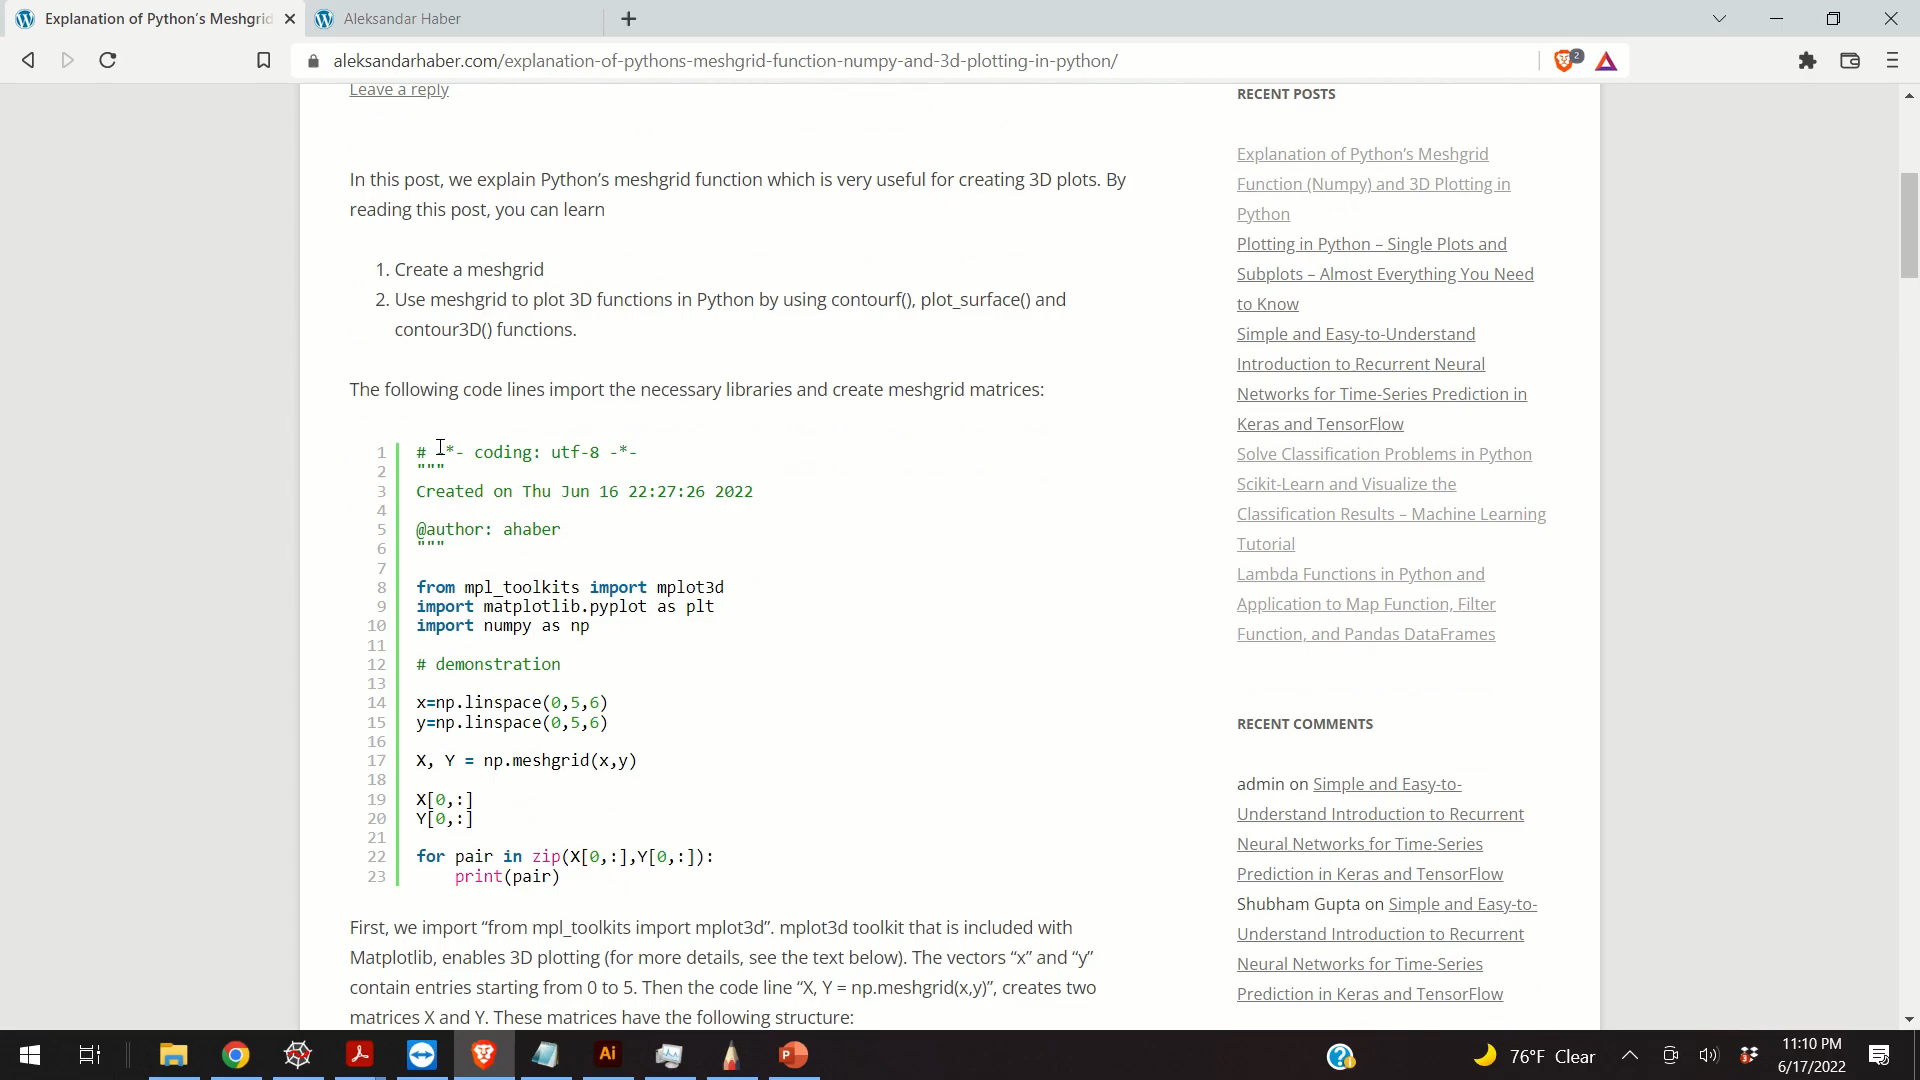 Explanation of Python's Meshgrid
Aleksandar Haber
aleksandarhaber.com/explanation-of-pythons-meshgrid-function-numpy-and-3d-plotting-in-python/
2
Leave a reply
In this post, we explain Python's meshgrid function which is very useful for creating 3D plots. By
reading this post, you can learn
1. Create a meshgrid
2. Use meshgrid to plot 3D functions in Python by using contourf(), plot_surface() and
contour3D() functions.
The following code lines import the necessary libraries and create meshgrid matrices:
1 # -*- coding: utf-8 -*-
2 """
3 Created on Thu Jun 16 22:27:26 2022
4
5 @author: ahaber
6 """
7
8 from mpl_toolkits import mplot3d
9 import matplotlib.pyplot as plt
10 import numpy as np
11
12 # demonstration
13
14 x=np.linspace(0,5,6)
15 y=np.linspace(0,5,6)
16
17 X, Y = np.meshgrid(x,y)
18
19 X[0,:]
20 Y[0,:]
21
22 for pair in zip(X[0,:],Y[0,:]):
23     print(pair)
First, we import “from mpl_toolkits import mplot3d”. mplot3d toolkit that is included with
Matplotlib, enables 3D plotting (for more details, see the text below). The vectors “x” and “y”
contain entries starting from 0 to 5. Then the code line “X, Y = np.meshgrid(x,y)”, creates two
matrices X and Y. These matrices have the following structure:
RECENT POSTS
Explanation of Python's Meshgrid
Function (Numpy) and 3D Plotting in
Python
Plotting in Python – Single Plots and
Subplots – Almost Everything You Need
to Know
Simple and Easy-to-Understand
Introduction to Recurrent Neural
Networks for Time-Series Prediction in
Keras and TensorFlow
Solve Classification Problems in Python
Scikit-Learn and Visualize the
Classification Results – Machine Learning
Tutorial
Lambda Functions in Python and
Application to Map Function, Filter
Function, and Pandas DataFrames
RECENT COMMENTS
admin on Simple and Easy-to-
Understand Introduction to Recurrent
Neural Networks for Time-Series
Prediction in Keras and TensorFlow
Shubham Gupta on Simple and Easy-to-
Understand Introduction to Recurrent
Neural Networks for Time-Series
Prediction in Keras and TensorFlow
Ai
P
76°F Clear
11:10 PM
6/17/2022